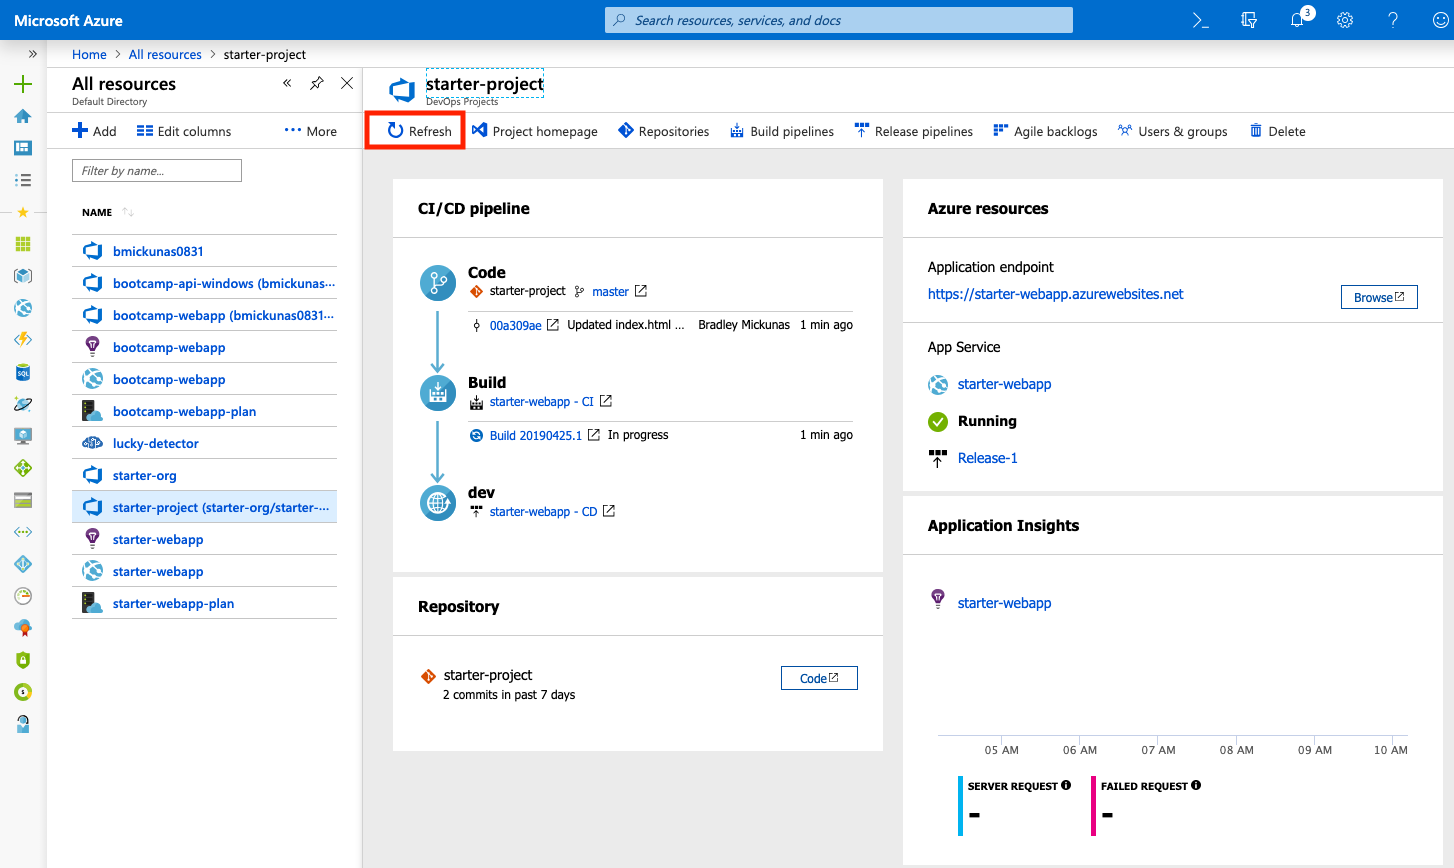 Microsoft Azure
Search resources, services, and docs
3
Home > All resources > starter-project
All resources
Default Directory
Add
Edit columns
More
Filter by name...
NAME
bmickunas0831
bootcamp-api-windows (bmickunas···
bootcamp-webapp (bmickunas0831···
bootcamp-webapp
bootcamp-webapp
bootcamp-webapp-plan
lucky-detector
starter-org
starter-project (starter-org/starter-···
starter-webapp
starter-webapp
starter-webapp-plan
starter-project
DevOps Projects
Refresh
Project homepage
Repositories
Build pipelines
Release pipelines
Agile backlogs
Users & groups
Delete
CI/CD pipeline
Code
starter-project master
00a309ae Updated index.html ... Bradley Mickunas 1 min ago
Build
starter-webapp - CI
Build 20190425.1 In progress 1 min ago
dev
starter-webapp - CD
Repository
starter-project
2 commits in past 7 days
Code
Azure resources
Application endpoint
https://starter-webapp.azurewebsites.net
Browse
App Service
starter-webapp
Running
Release-1
Application Insights
starter-webapp
05 AM 06 AM 07 AM 08 AM 09 AM 10 AM
SERVER REQUEST
--
FAILED REQUEST
--
SQL